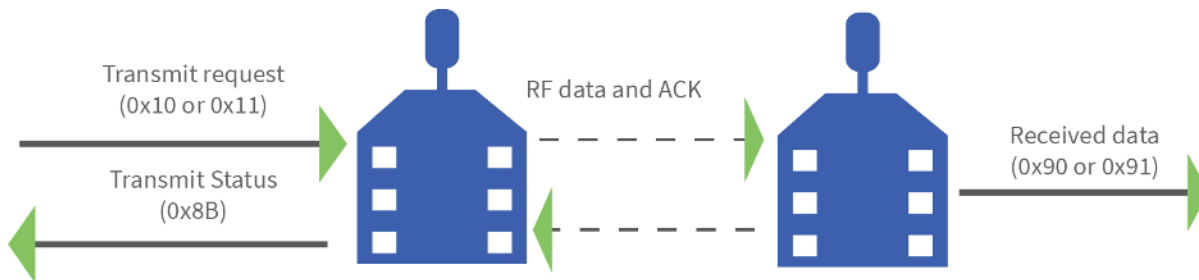 Transmit request
(0x10 or 0x11)
RF data and ACK
Received data
(0x90 or 0x91)
Transmit Status
(0x8B)